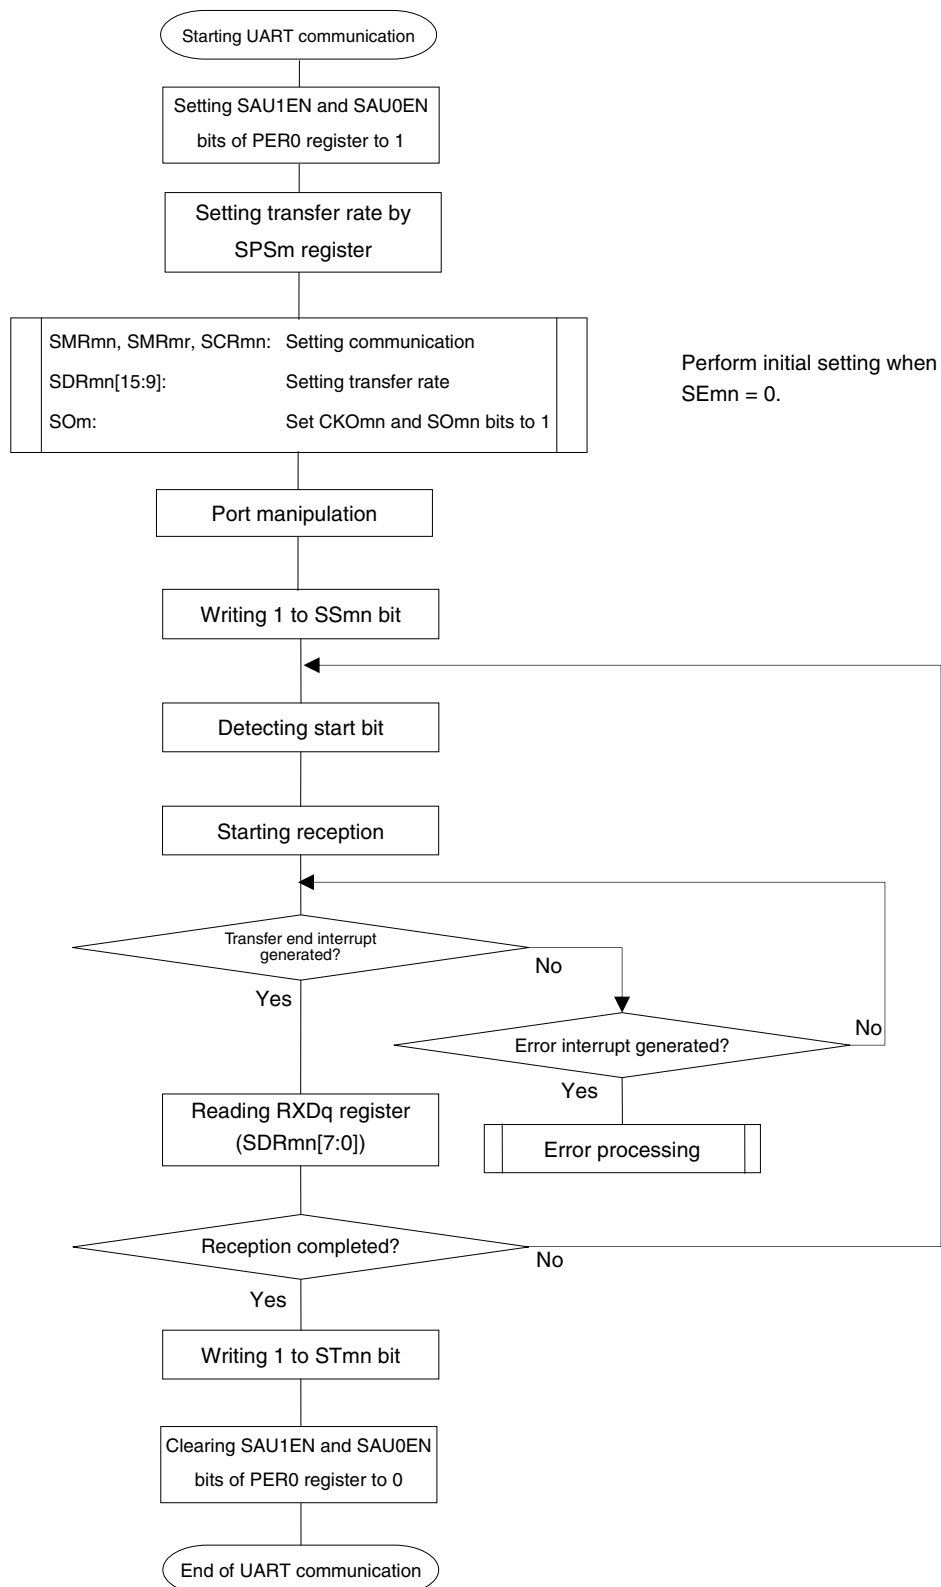 Starting UART communication
Setting SAU1EN and SAU0EN
bits of PER0 register to 1
Setting transfer rate by
SPSm register
SMRmn, SMRmr, SCRmn: Setting communication
SDRmn[15:9]: Setting transfer rate
SOm: Set CKOmn and SOmn bits to 1
Perform initial setting when
SEmn = 0.
Port manipulation
Writing 1 to SSmn bit
Detecting start bit
Starting reception
Transfer end interrupt
generated?
No
Yes
Error interrupt generated?
No
Yes
Reading RXDq register
(SDRmn[7:0])
Error processing
Reception completed?
No
Yes
Writing 1 to STmn bit
Clearing SAU1EN and SAU0EN
bits of PER0 register to 0
End of UART communication